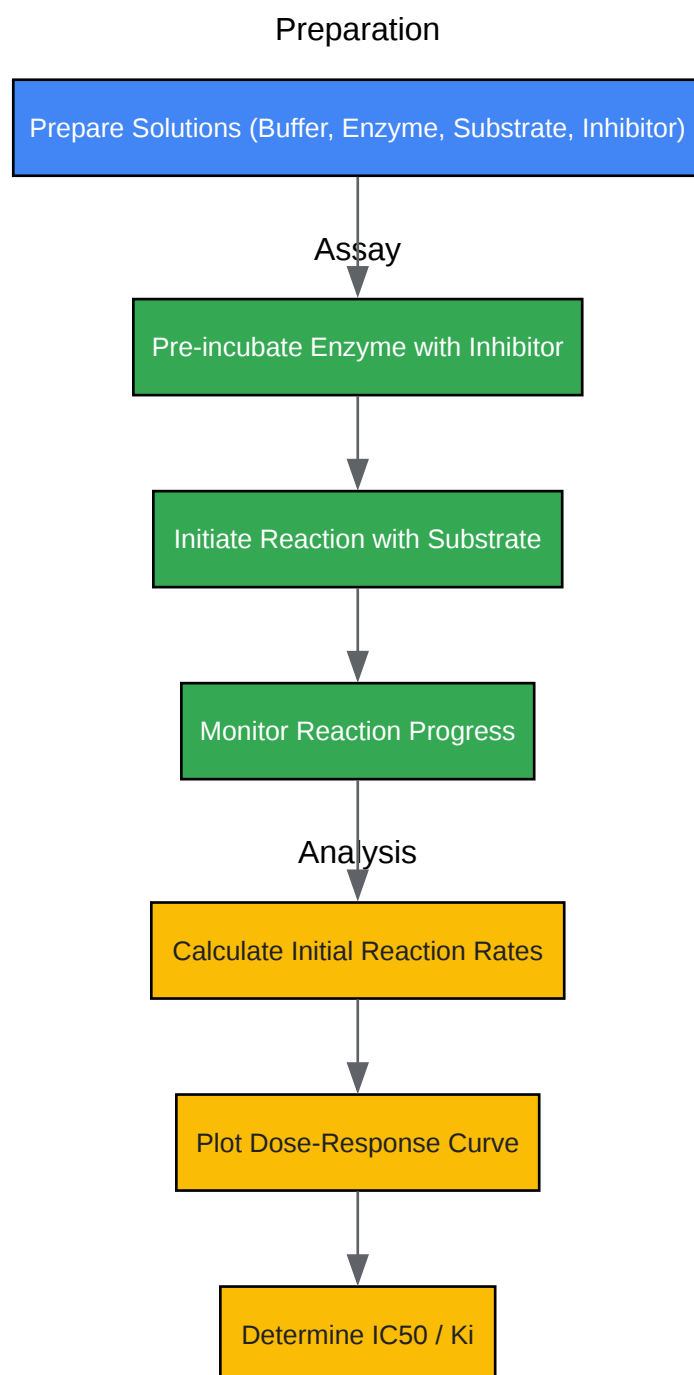 Preparation
Prepare Solutions (Buffer, Enzyme, Substrate, Inhibitor)
Assay
Pre-incubate Enzyme with Inhibitor
Initiate Reaction with Substrate
Monitor Reaction Progress
Analysis
Calculate Initial Reaction Rates
Plot Dose-Response Curve
Determine IC50 / Ki